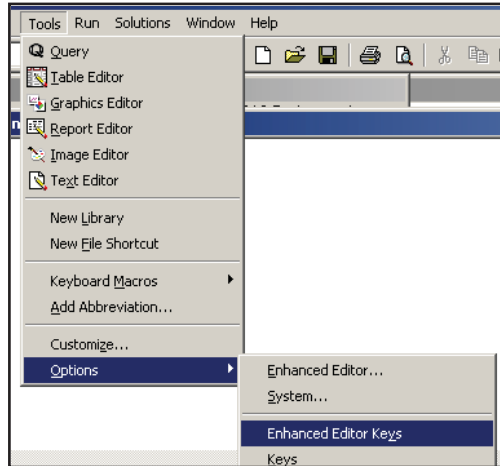 Tools Run Solutions Window Help
Query
Table Editor
Graphics Editor
Report Editor
Image Editor
Text Editor
New Library
New File Shortcut
Keyboard Macros
Add Abbreviation...
Customize...
Options
Enhanced Editor...
System...
Enhanced Editor Keys
Keys